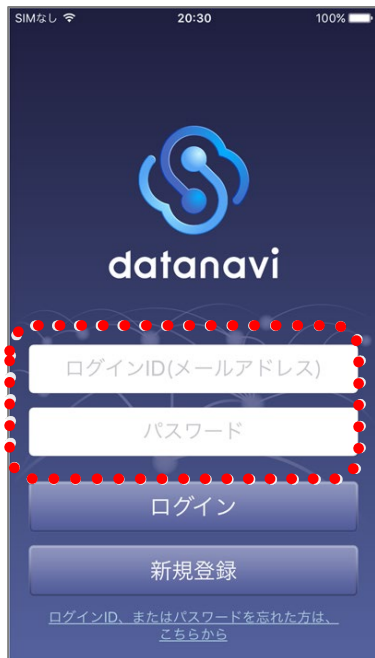 SIMなし 20:30 100%
datanavi
ログインID(メールアドレス)
パスワード
ログイン
新規登録
ログインID、またはパスワードを忘れた方は、
こちらから